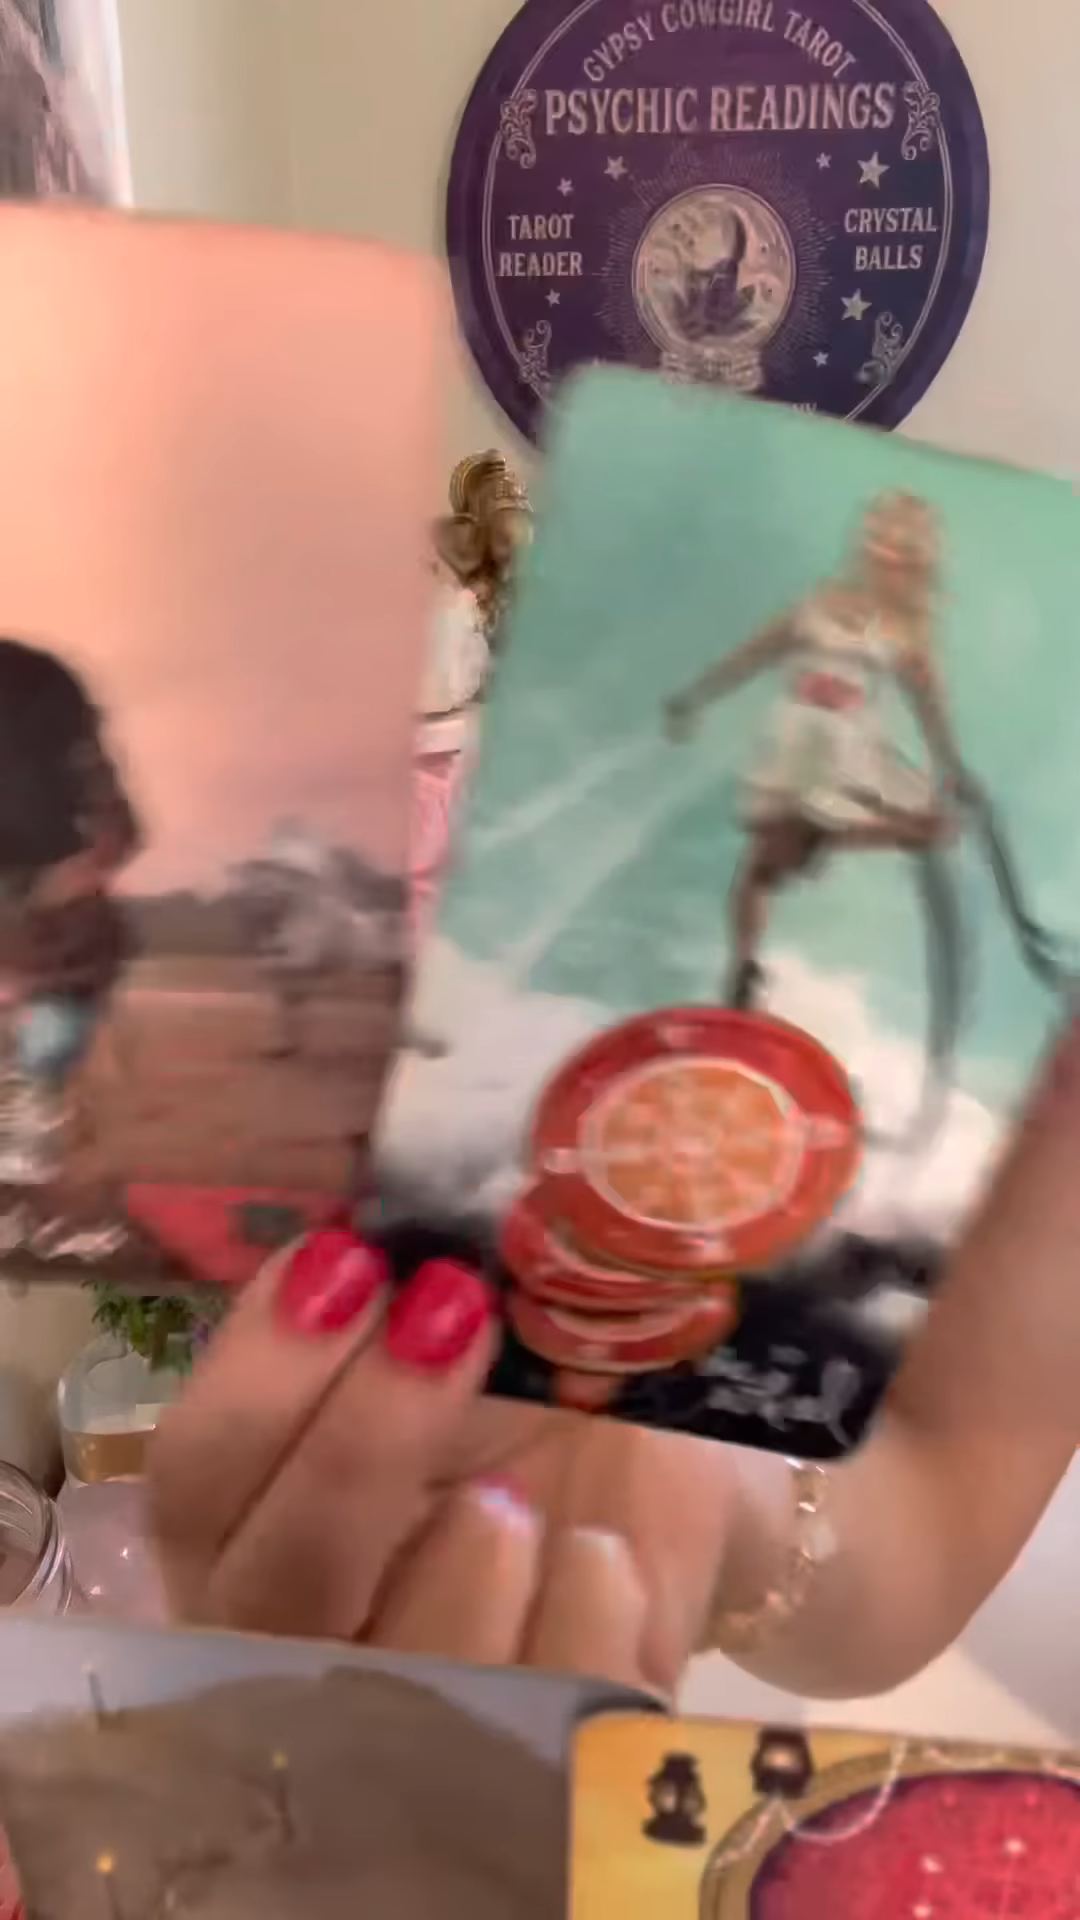 GYPSY COWGIRL TAROT
PSYCHIC READINGS
TAROT
READER
CRYSTAL
BALLS